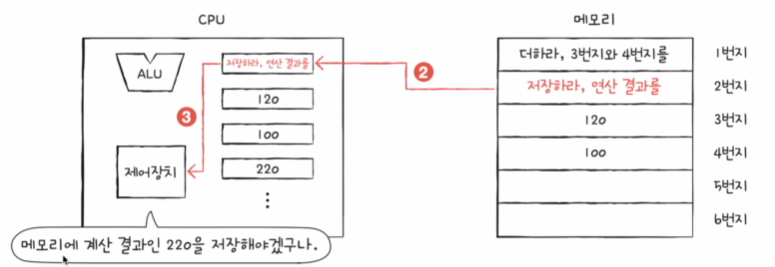 CPU
메모리
ALU
저장하라, 연산 결과를
120
100
220
제어장치
메모리에 계산 결과인 220을 저장해야겠구나.
2
3
더하라, 3번지와 4번지를
1번지
저장하라, 연산 결과를
2번지
120
3번지
100
4번지
5번지
6번지